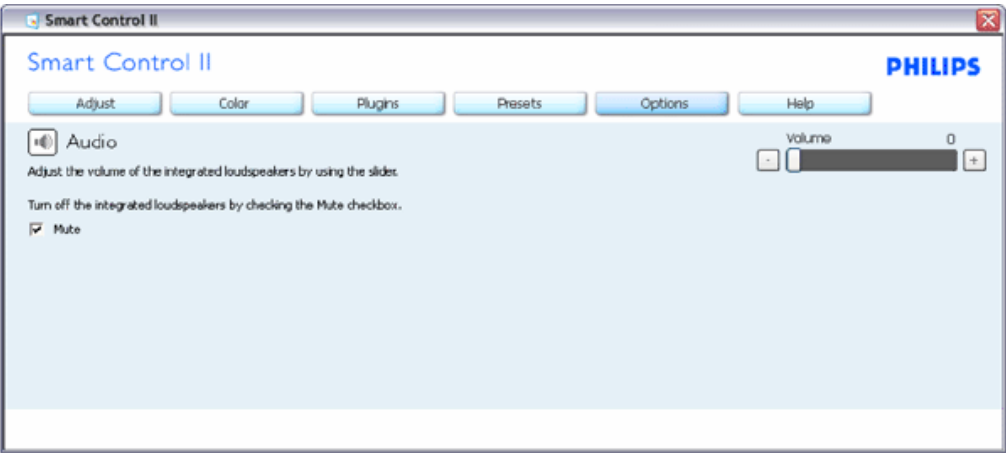 Smart Control II
Smart Control II
PHILIPS
Adjust Color Plugins Presets Options Help
Audio
Volume 0
Adjust the volume of the integrated loudspeakers by using the slider.
- +
Turn off the integrated loudspeakers by checking the Mute checkbox.
Mute